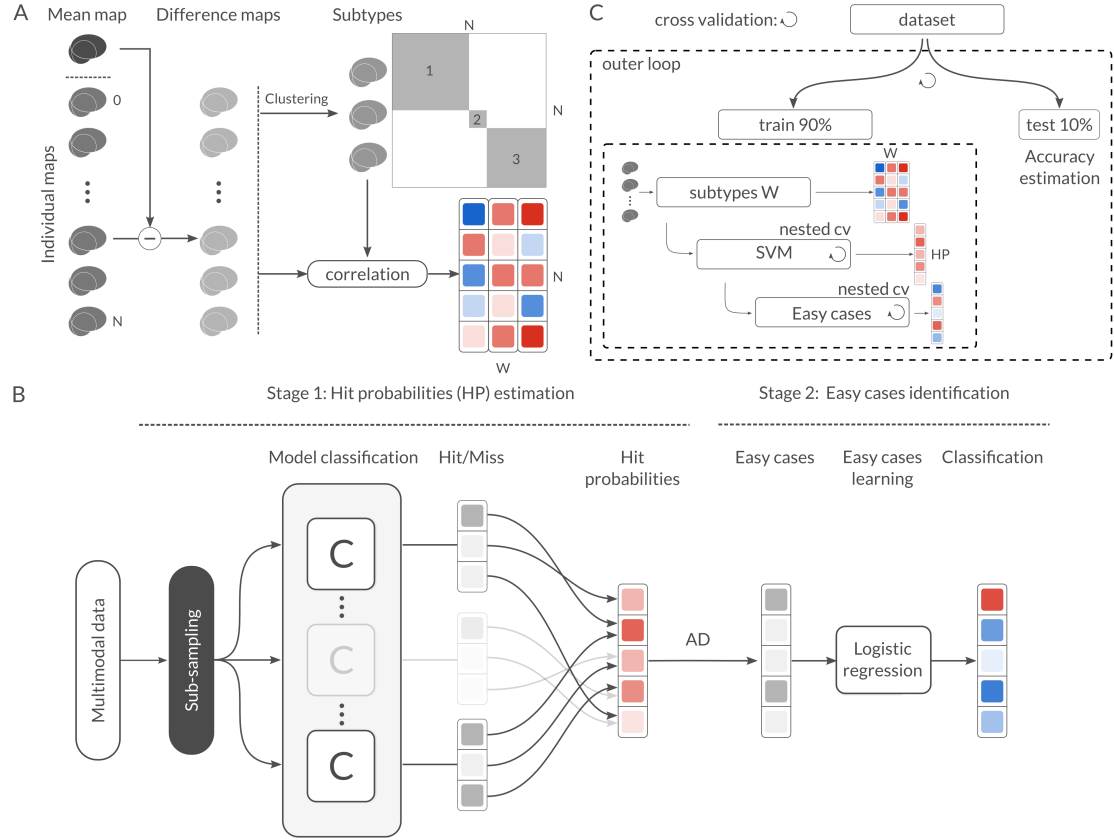 A
Mean map
Difference maps
Subtypes
N
0
Individual maps
N
Clustering
1
2
3
N
correlation
N
W
C
cross validation:
dataset
outer loop
train 90%
test 10%
Accuracy
estimation
W
subtypes W
nested cv
SVM
HP
nested cv
Easy cases
B
Stage 1: Hit probabilities (HP) estimation
Stage 2: Easy cases identification
Model classification
Hit/Miss
Hit
probabilities
Easy cases
Easy cases
learning
Classification
Multimodal data
Sub-sampling
C
C
C
AD
Logistic
regression